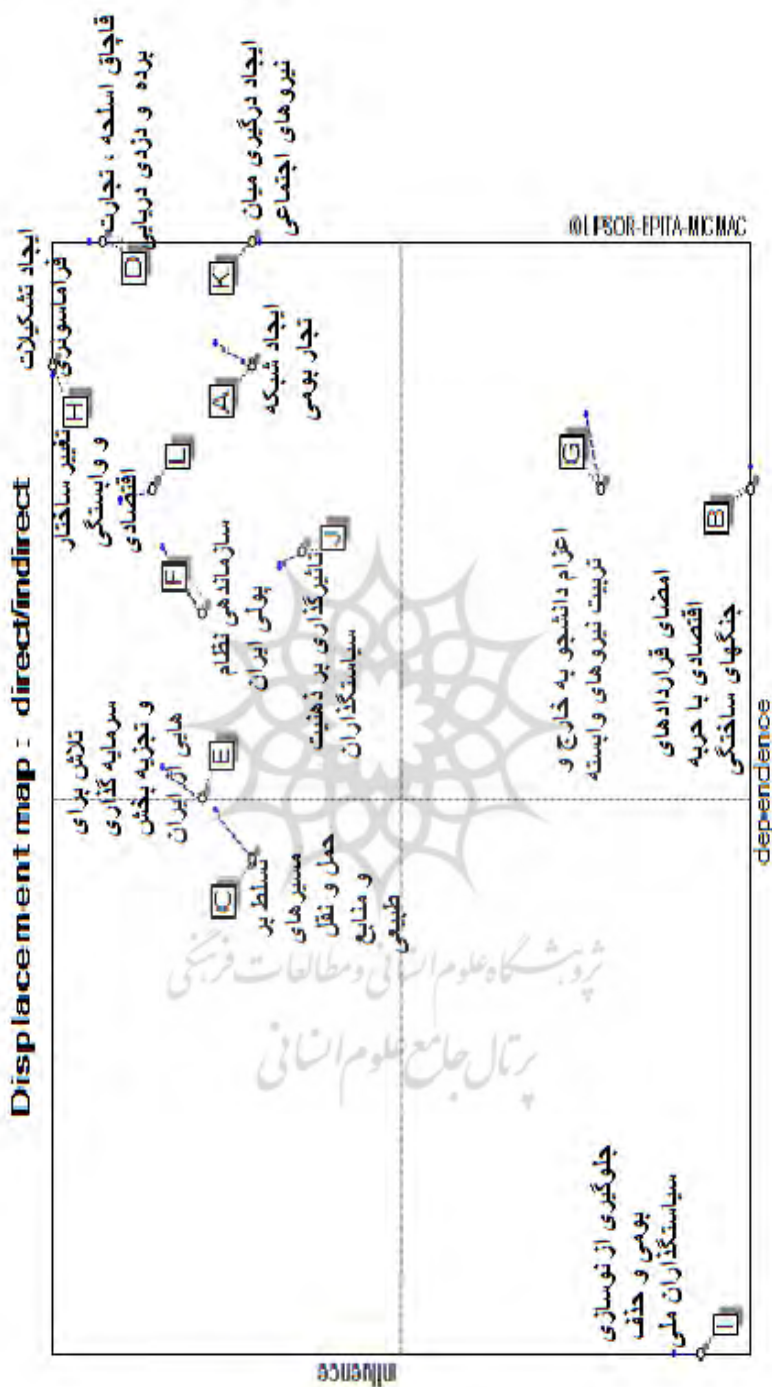 Displacement map : direct/indirect
ایجاد تشکیلات
فراماسونری
H
قاچاق اسلحه ، تجارت
برده و دزدی دریایی
D
تغییر ساختار
و وابستگی
اقتصادی
L
ایجاد درگیری میان
نیروهای اجتماعی
K
A
ایجاد شبکه
تجار بومی
F
سازماندهی نظام
پولی ایران
تلاش برای
سرمایه گذاری
و تجزیه بخش
هایی از ایران
E
C
تسلط بر
مسیرهای
حمل و نقل
و منابع
طبیعی
J
تاثیرگذاری بر ذهنیت
سیاستگذاران
G
اعزام دانشجو به خارج و
تربیت نیروهای وابسته
B
امضای قراردادهای
اقتصادی با حربه
جنگهای ساختگی
جلوگیری از نوسازی
بومی و حذف
سیاستگذاران ملی
I
influence
dependence
©LIPSOR-EPITA-MICMAC
پژوهشگاه علوم انسانی و مطالعات فرهنگی
پرتال جامع علوم انسانی